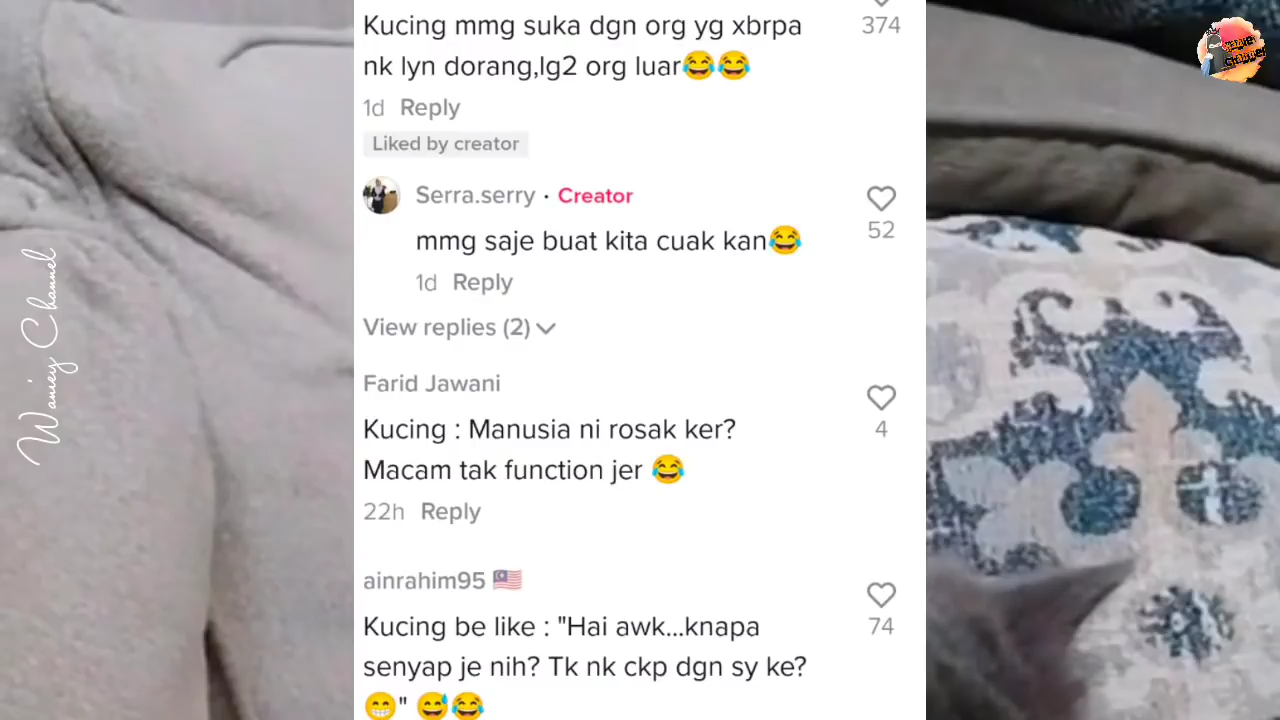 Kucing mmg suka dgn org yg xbrpa
nk lyn dorang,lg2 org luar😂😂
374
1d Reply
Liked by creator
Serra.serry · Creator
mmg saje buat kita cuak kan😂
52
1d Reply
View replies (2)
Farid Jawani
Kucing : Manusia ni rosak ker?
Macam tak function jer 😂
4
22h Reply
ainrahim95 🇲🇾
Kucing be like : "Hai awk...knapa
senyap je nih? Tk nk ckp dgn sy ke?
😁" 😅😂
74
Waniey Channel